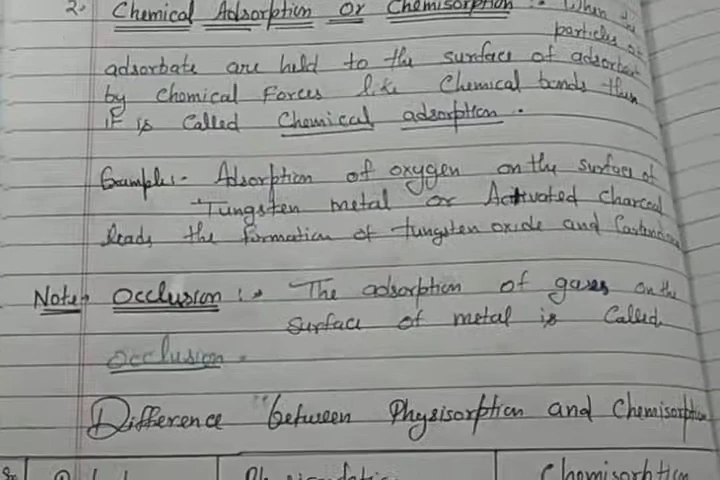 2. Chemical Adsorption or Chemisorption :- When
particles of
adsorbate are held to the surface of adsorbat
by Chemical Forces like Chemical bonds then
it is Called Chemical adsorption.
Example:- Adsorption of oxygen on the surface of
Tungsten metal or Activated charcoal
leads the formation of tungsten oxide and
Note:- Occlusion :- The adsorption of gases on the
surface of metal is Called
occlusion.
Difference between Physisorption and Chemisorption
Chemisorption